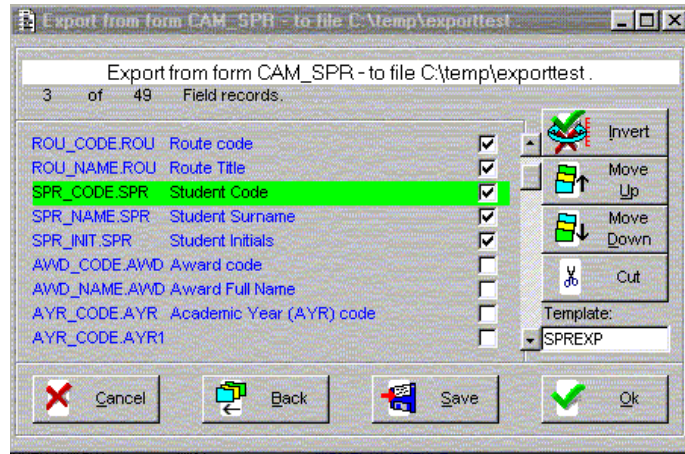 Export from form CAM_SPR - to file C:\temp\exporttest .
Export from form CAM_SPR - to file C:\temp\exporttest .
3 of 49 Field records.
ROU_CODE.ROU Route code
ROU_NAME.ROU Route Title
SPR_CODE.SPR Student Code
SPR_NAME.SPR Student Surname
SPR_INIT.SPR Student Initials
AWD_CODE.AWD Award code
AWD_NAME.AWD Award Full Name
AYR_CODE.AYR Academic Year (AYR) code
AYR_CODE.AYR1
Invert
Move
Up
Move
Down
Cut
Template:
SPREXP
Cancel
Back
Save
Ok